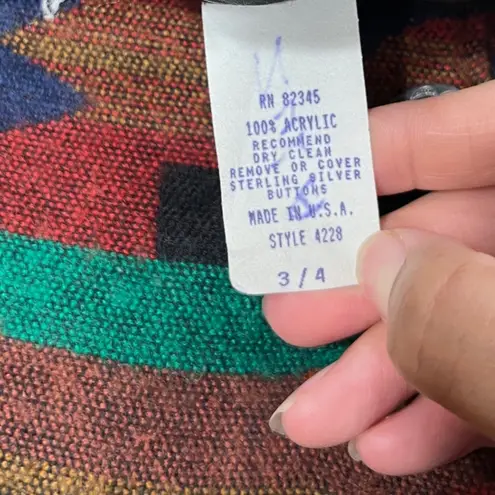 RN 82345
100% ACRYLIC
RECOMMEND
DRY CLEAN
REMOVE OR COVER
STERLING SILVER
BUTTONS
MADE IN U.S.A.
STYLE 4228
3/4